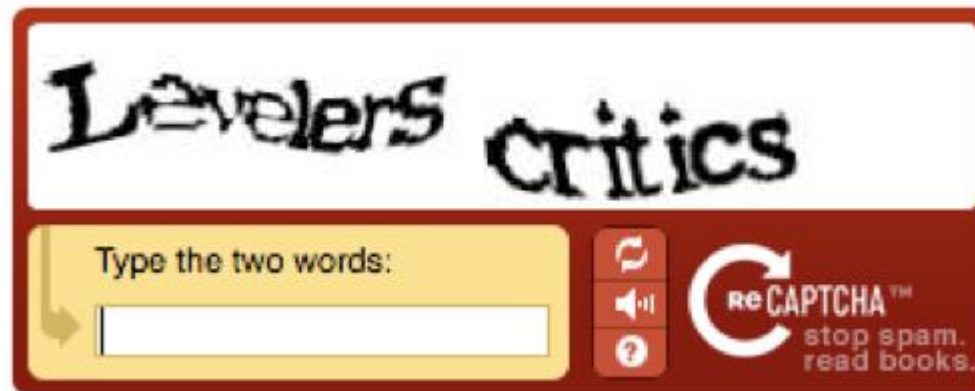 Levelers critics
Type the two words:
ReCAPTCHA™
stop spam.
read books.